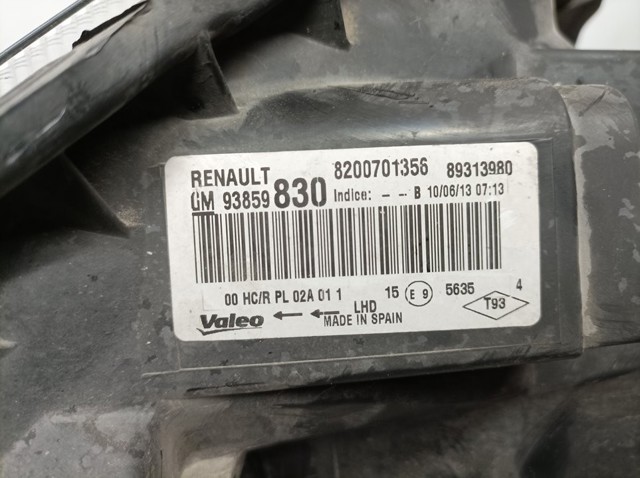 RENAULT 8200701356 89313980
GM 93859 830 Indice: - - B 10/06/13 07:13
00 HC/R PL 02A 01 1 15 E 9 5635 4
Valeo LHD T93
MADE IN SPAIN